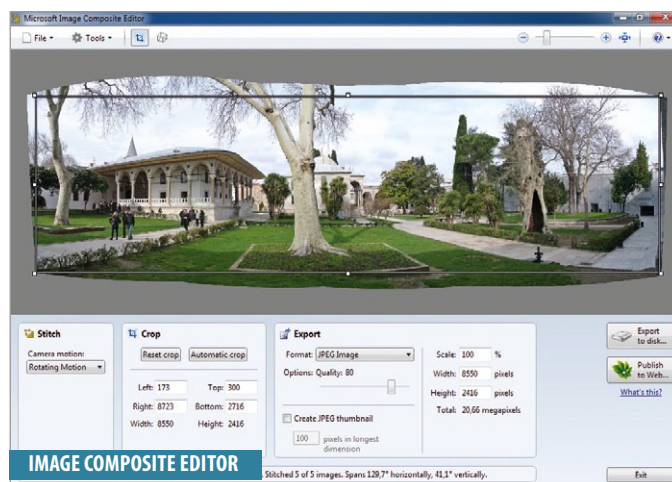 Microsoft Image Composite Editor
File Tools
Stitch
Camera motion:
Rotating Motion
Crop
Reset crop Automatic crop
Left: 173 Top: 300
Right: 8723 Bottom: 2716
Width: 8550 Height: 2416
Export
Format: JPEG Image
Options: Quality: 80
Create JPEG thumbnail
100 pixels in longest
dimension
Scale: 100 %
Width: 8550 pixels
Height: 2416 pixels
Total: 20,66 megapixels
Export
to disk...
Publish
to Web...
What's this?
IMAGE COMPOSITE EDITOR
Stitched 5 of 5 images. Spans 129,7° horizontally, 41,1° vertically.
Exit